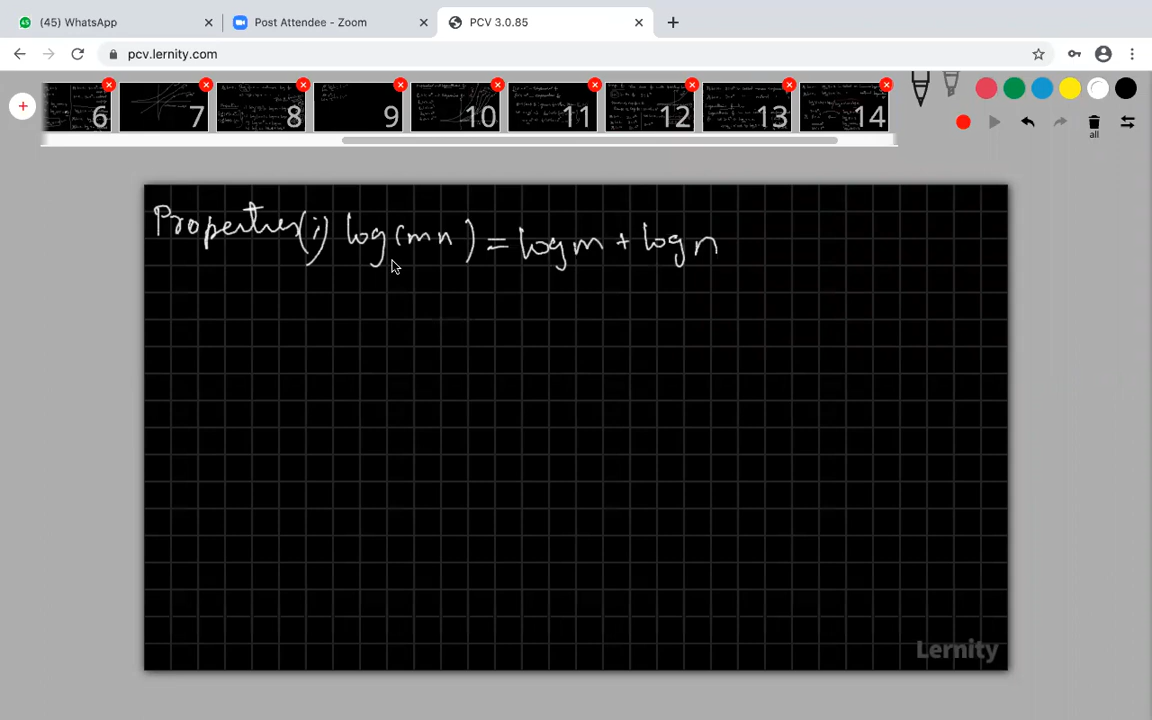 (45) WhatsApp
Post Attendee - Zoom
PCV 3.0.85
pcv.lernity.com
6 7 8 9 10 11 12 13 14
all
Properties (i) log (mn) = log m + log n
Lernity